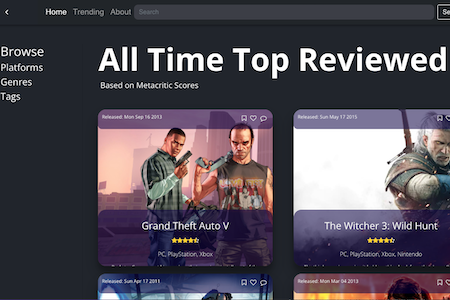 Home Trending About Search
Browse
Platforms
Genres
Tags
All Time Top Reviewed
Based on Metacritic Scores
Released: Mon Sep 16 2013
Grand Theft Auto V
PC, PlayStation, Xbox
Released: Sun May 17 2015
The Witcher 3: Wild Hunt
PC, PlayStation, Xbox, Nintendo
Released: Sun Apr 17 2011
Released: Mon Mar 04 2013